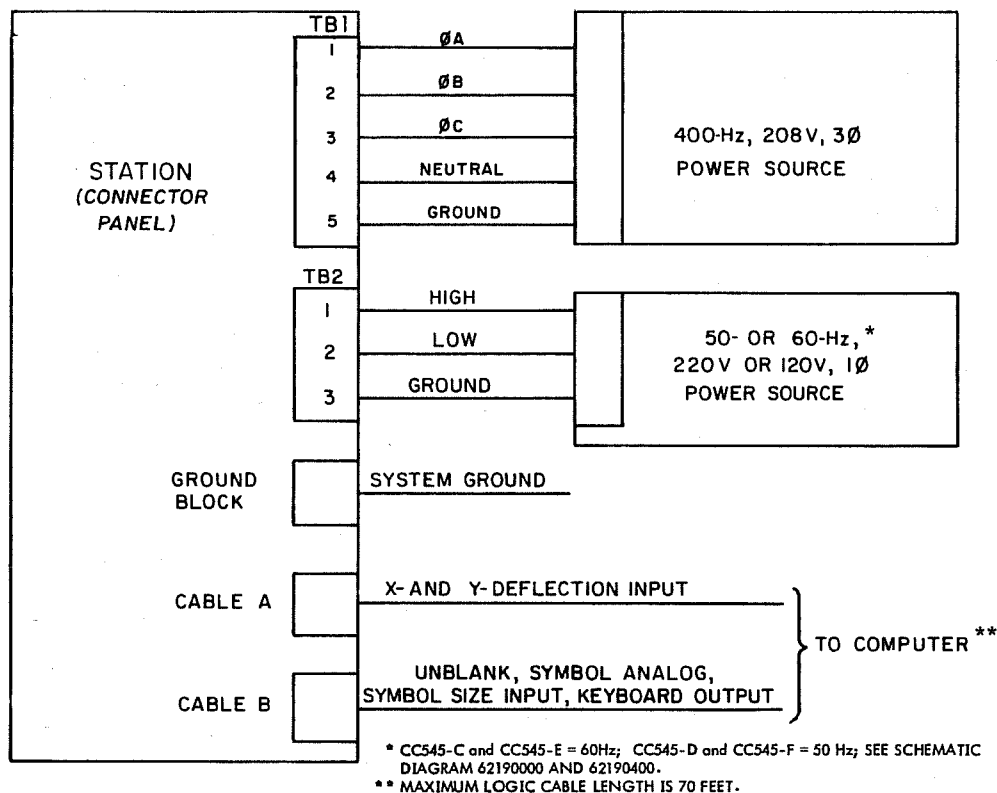 TB1
1
ØA
2
ØB
3
ØC
4
NEUTRAL
5
GROUND
400-Hz, 208V, 3Ø
POWER SOURCE
STATION
(CONNECTOR
PANEL)
TB2
1
HIGH
2
LOW
3
GROUND
50- OR 60-Hz, *
220V OR 120V, 1Ø
POWER SOURCE
GROUND
BLOCK
SYSTEM GROUND
CABLE A
X-AND Y-DEFLECTION INPUT
TO COMPUTER **
CABLE B
UNBLANK, SYMBOL ANALOG,
SYMBOL SIZE INPUT, KEYBOARD OUTPUT
* CC545-C and CC545-E = 60Hz; CC545-D and CC545-F = 50 Hz; SEE SCHEMATIC
DIAGRAM 62190000 AND 62190400.
** MAXIMUM LOGIC CABLE LENGTH IS 70 FEET.